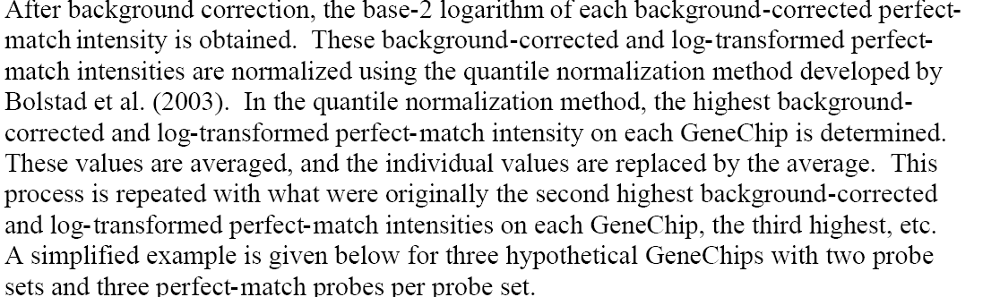 After background correction, the base-2 logarithm of each background-corrected perfect-
match intensity is obtained.  These background-corrected and log-transformed perfect-
match intensities are normalized using the quantile normalization method developed by
Bolstad et al. (2003).  In the quantile normalization method, the highest background-
corrected and log-transformed perfect-match intensity on each GeneChip is determined.
These values are averaged, and the individual values are replaced by the average.  This
process is repeated with what were originally the second highest background-corrected
and log-transformed perfect-match intensities on each GeneChip, the third highest, etc.
A simplified example is given below for three hypothetical GeneChips with two probe
sets and three perfect-match probes per probe set.